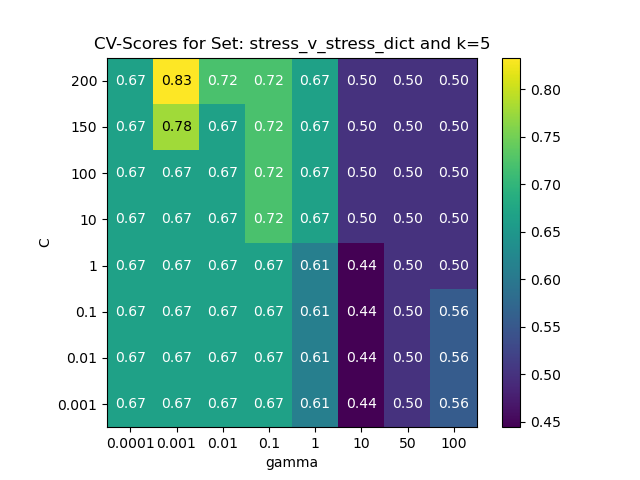 CV-Scores for Set: stress_v_stress_dict and k=5
200 0.67 0.83 0.72 0.72 0.67 0.50 0.50 0.50
150 0.67 0.78 0.67 0.72 0.67 0.50 0.50 0.50
100 0.67 0.67 0.67 0.72 0.67 0.50 0.50 0.50
10 0.67 0.67 0.67 0.72 0.67 0.50 0.50 0.50
C
1 0.67 0.67 0.67 0.67 0.61 0.44 0.50 0.50
0.1 0.67 0.67 0.67 0.67 0.61 0.44 0.50 0.56
0.01 0.67 0.67 0.67 0.67 0.61 0.44 0.50 0.56
0.001 0.67 0.67 0.67 0.67 0.61 0.44 0.50 0.56
0.0001 0.001 0.01 0.1 1 10 50 100
gamma
0.80
0.75
0.70
0.65
0.60
0.55
0.50
0.45